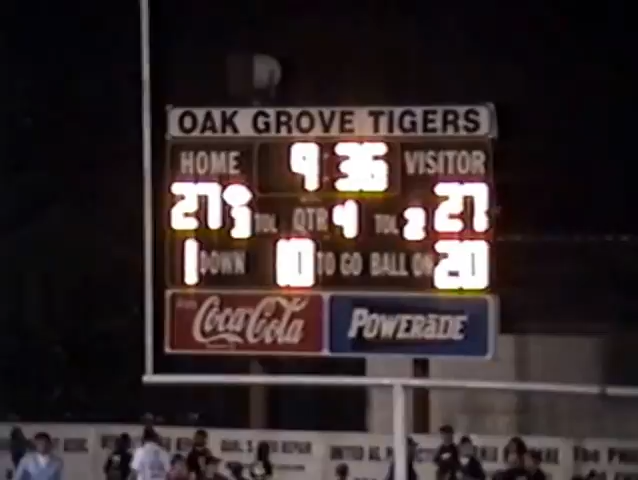 OAK GROVE TIGERS
HOME 9:36 VISITOR
27 3 TOL QTR 4 TOL 2 27
1 DOWN 10 TO GO BALL ON 20
Coca-Cola POWERADE